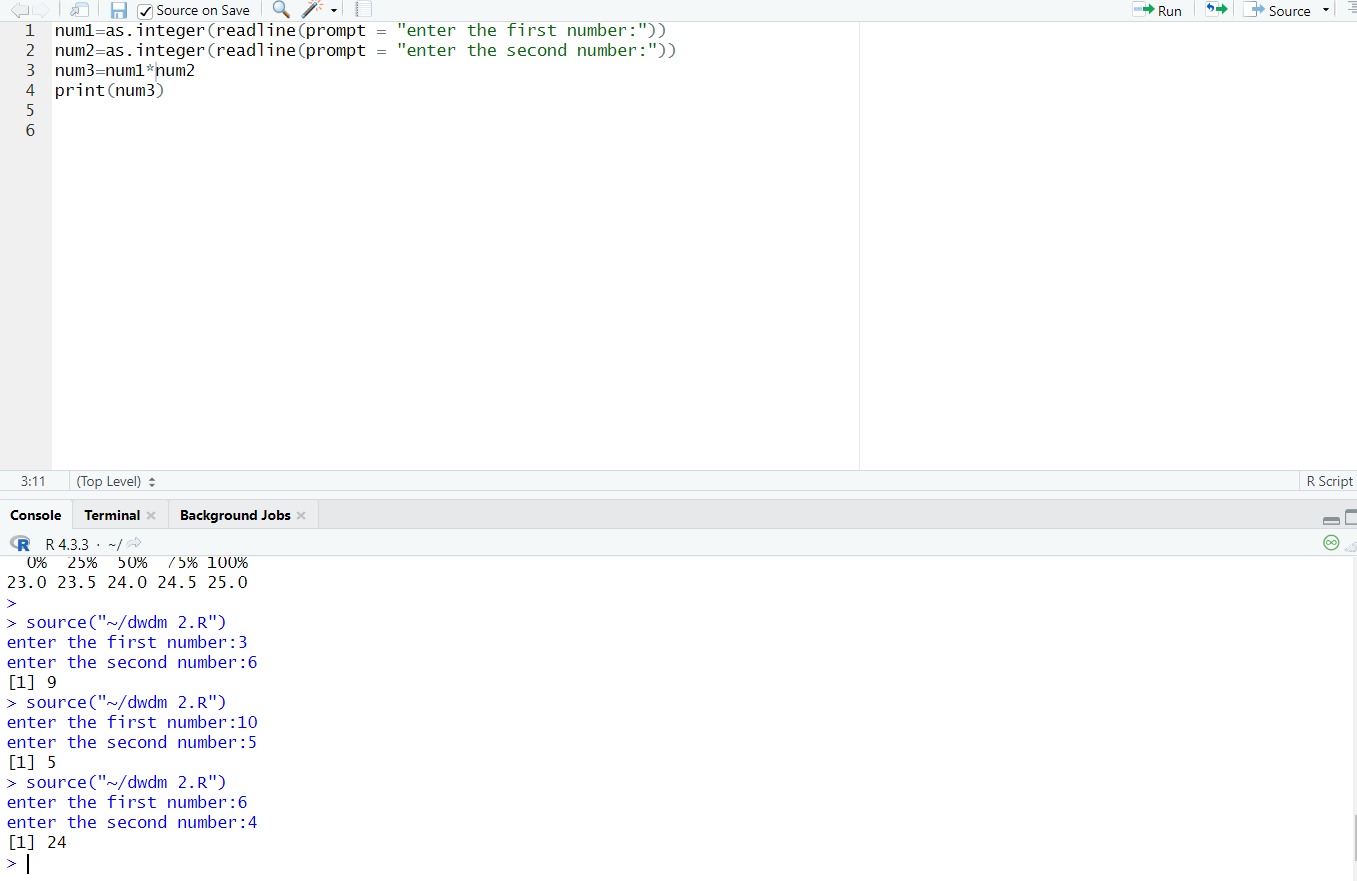 Source on Save Run Source
1 num1=as.integer(readline(prompt = "enter the first number:"))
2 num2=as.integer(readline(prompt = "enter the second number:"))
3 num3=num1*num2
4 print(num3)
5
6
3:11 (Top Level) R Script
Console Terminal Background Jobs
R R 4.3.3 · ~/
0% 25% 50% 75% 100%
23.0 23.5 24.0 24.5 25.0
>
> source("~/dwdm 2.R")
enter the first number:3
enter the second number:6
[1] 9
> source("~/dwdm 2.R")
enter the first number:10
enter the second number:5
[1] 5
> source("~/dwdm 2.R")
enter the first number:6
enter the second number:4
[1] 24
>